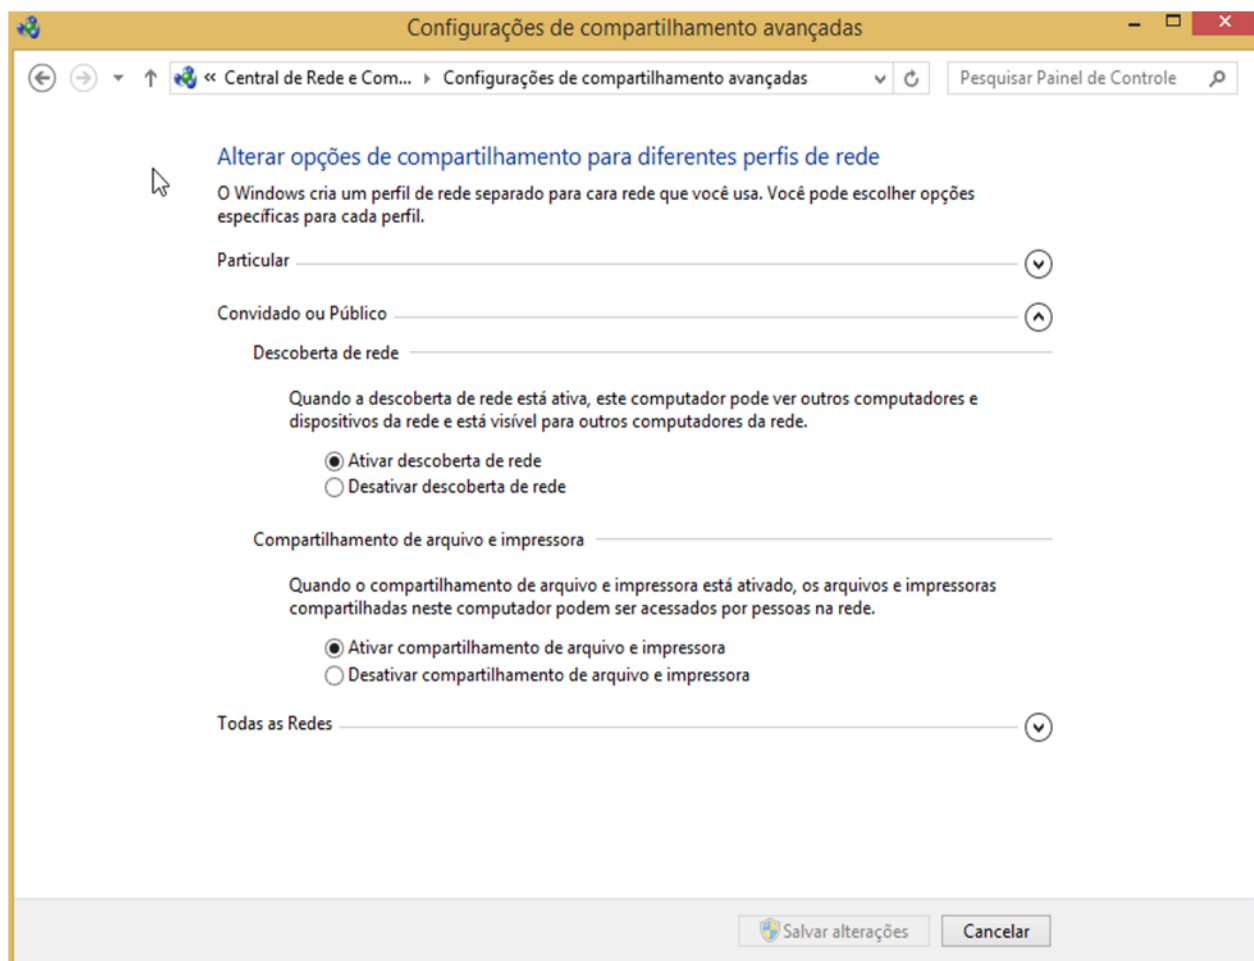 Configurações de compartilhamento avançadas
« Central de Rede e Com... Configurações de compartilhamento avançadas
Pesquisar Painel de Controle
Alterar opções de compartilhamento para diferentes perfis de rede
O Windows cria um perfil de rede separado para cara rede que você usa. Você pode escolher opções
específicas para cada perfil.
Particular
Convidado ou Público
Descoberta de rede
Quando a descoberta de rede está ativa, este computador pode ver outros computadores e
dispositivos da rede e está visível para outros computadores da rede.
Ativar descoberta de rede
Desativar descoberta de rede
Compartilhamento de arquivo e impressora
Quando o compartilhamento de arquivo e impressora está ativado, os arquivos e impressoras
compartilhadas neste computador podem ser acessados por pessoas na rede.
Ativar compartilhamento de arquivo e impressora
Desativar compartilhamento de arquivo e impressora
Todas as Redes
Salvar alterações
Cancelar